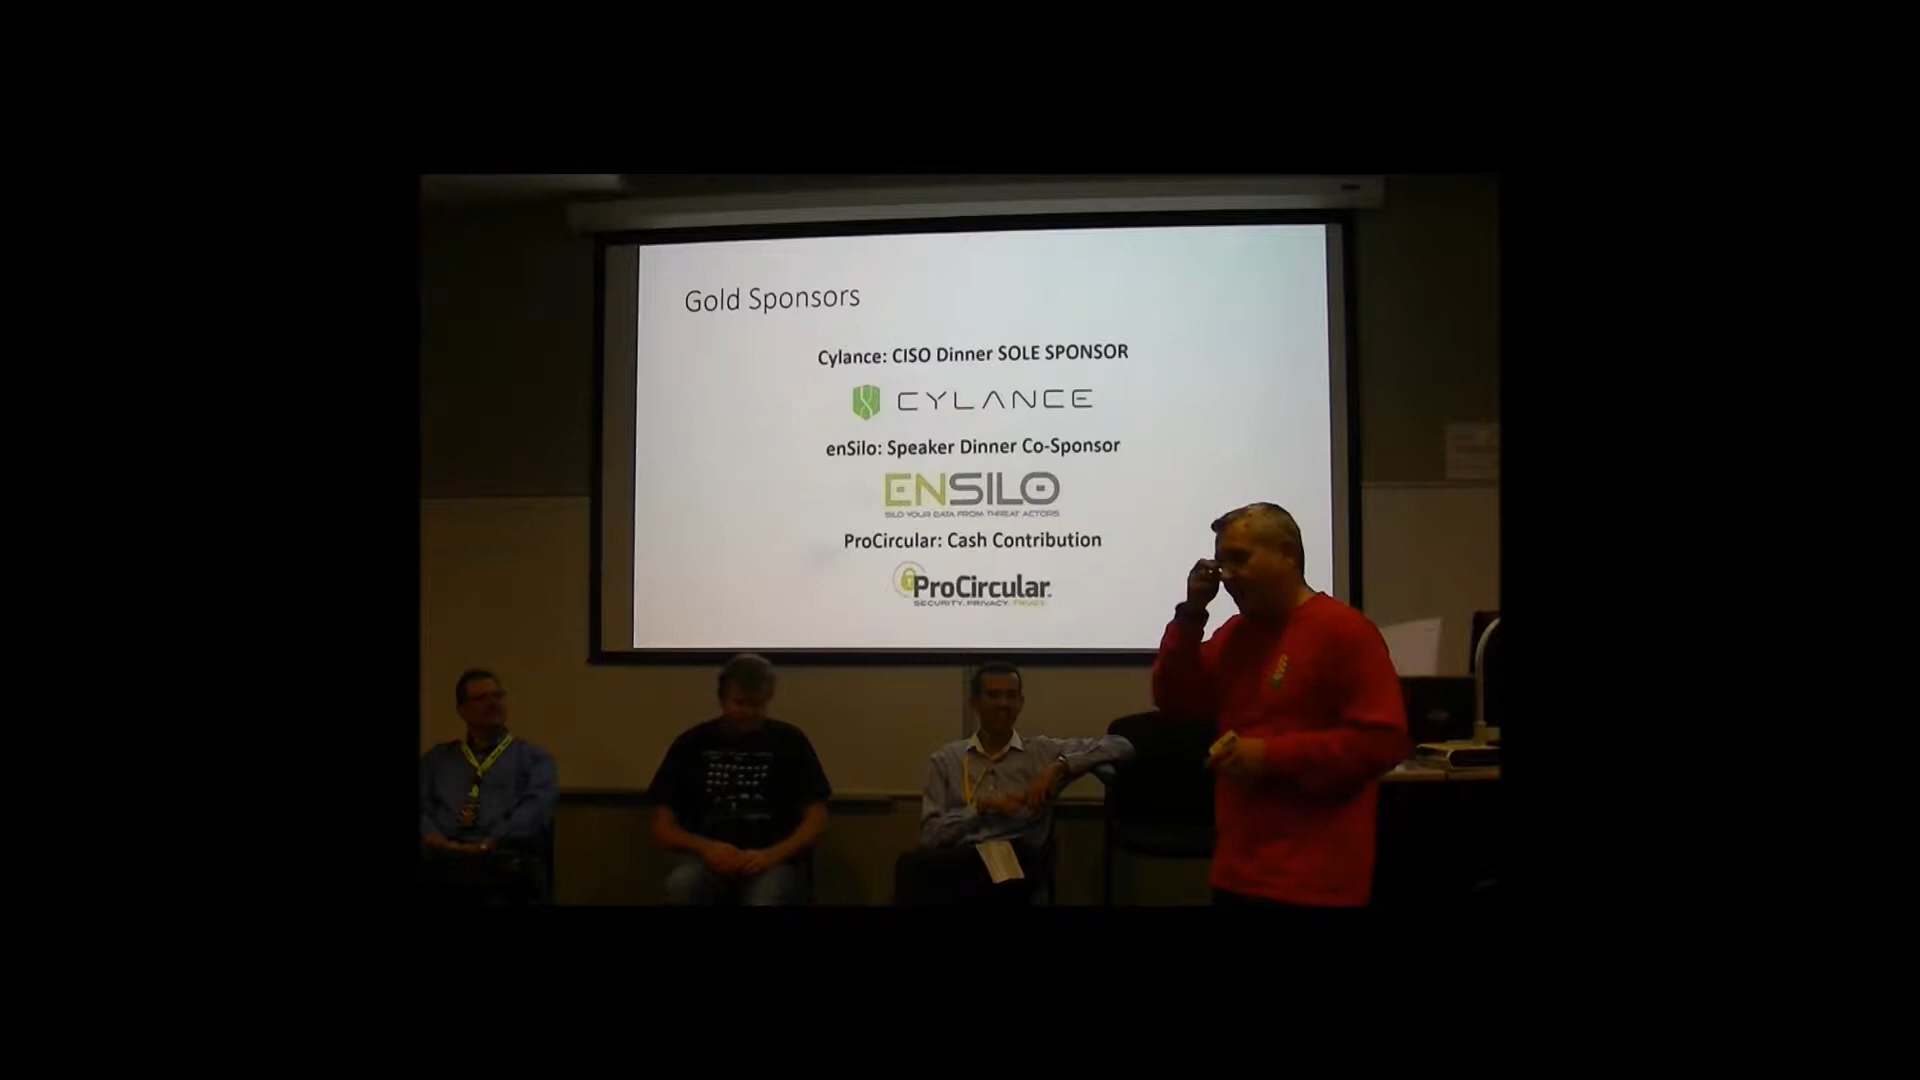 Gold Sponsors
Cylance: CISO Dinner SOLE SPONSOR
CYLANCE
enSilo: Speaker Dinner Co-Sponsor
ENSILO
SILO YOUR DATA FROM THREAT ACTORS
ProCircular: Cash Contribution
ProCircular
SECURITY. PRIVACY. TRUST.